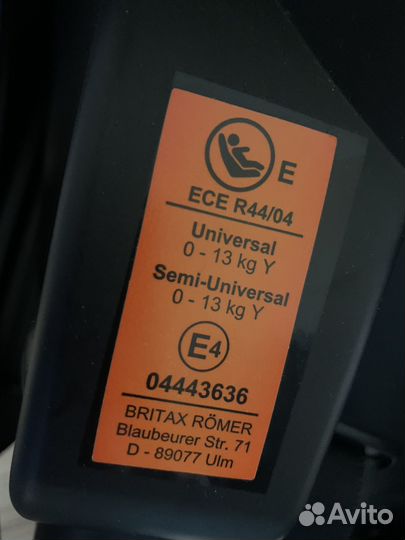 E
ECE R44/04
Universal
0 - 13 kg Y
Semi-Universal
0 - 13 kg Y
E4
04443636
BRITAX RÖMER
Blaubeurer Str. 71
D - 89077 Ulm
Avito